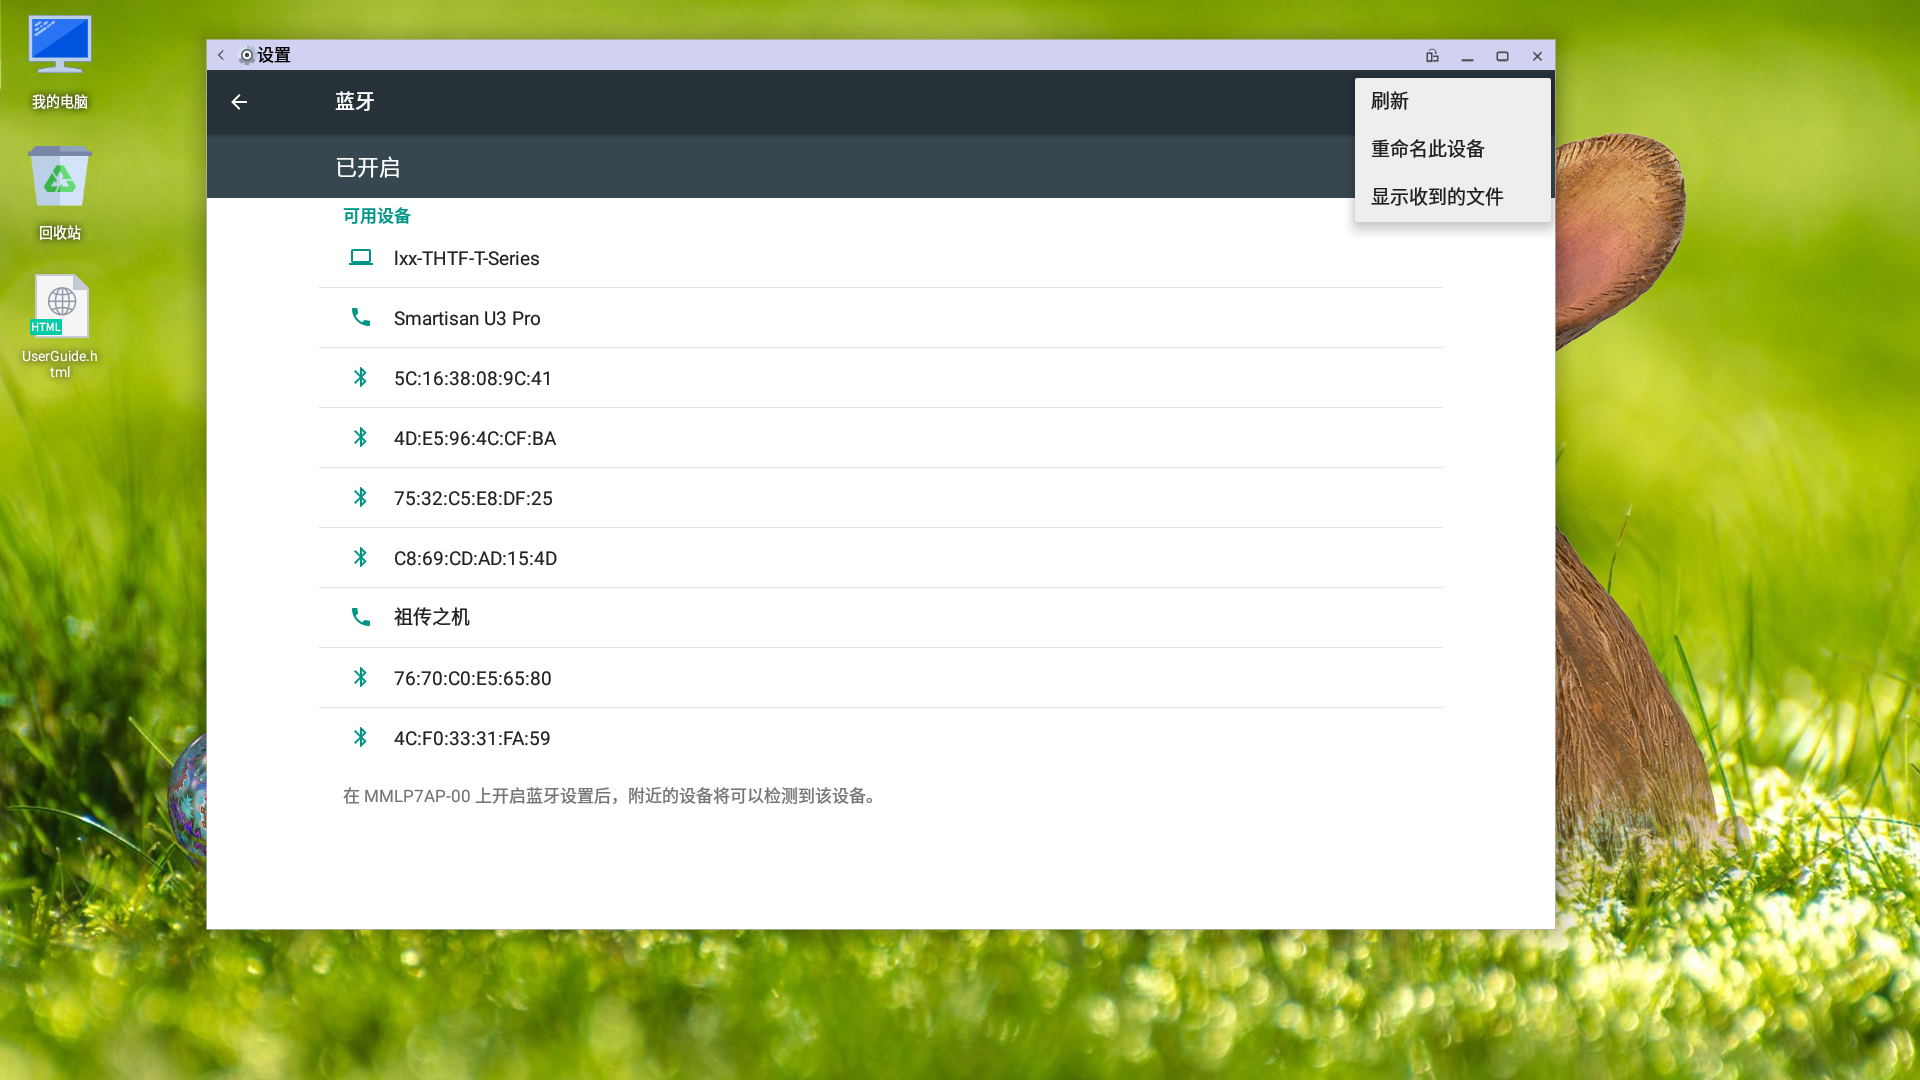 我的电脑
回收站
HTML
UserGuide.h
tml
设置
蓝牙
已开启
刷新
重命名此设备
显示收到的文件
可用设备
lxx-THTF-T-Series
Smartisan U3 Pro
5C:16:38:08:9C:41
4D:E5:96:4C:CF:BA
75:32:C5:E8:DF:25
C8:69:CD:AD:15:4D
祖传之机
76:70:C0:E5:65:80
4C:F0:33:31:FA:59
在 MMLP7AP-00 上开启蓝牙设置后，附近的设备将可以检测到该设备。